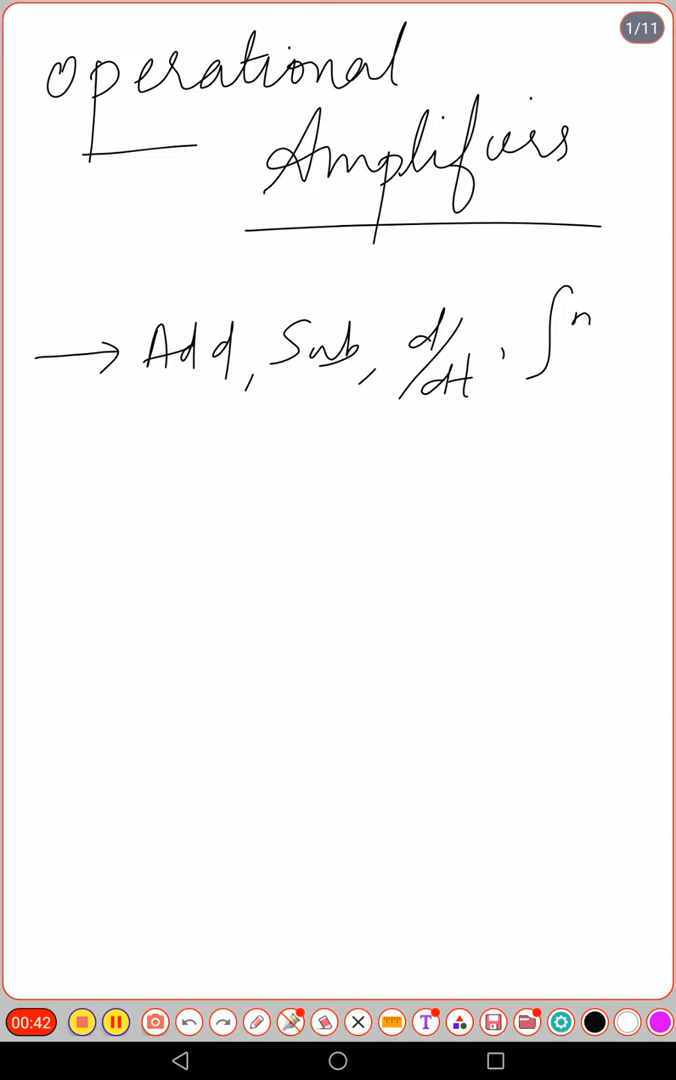 1/11
Operational
Amplifiers
→ Add, Sub, d/dt, ∫n
00:42
T